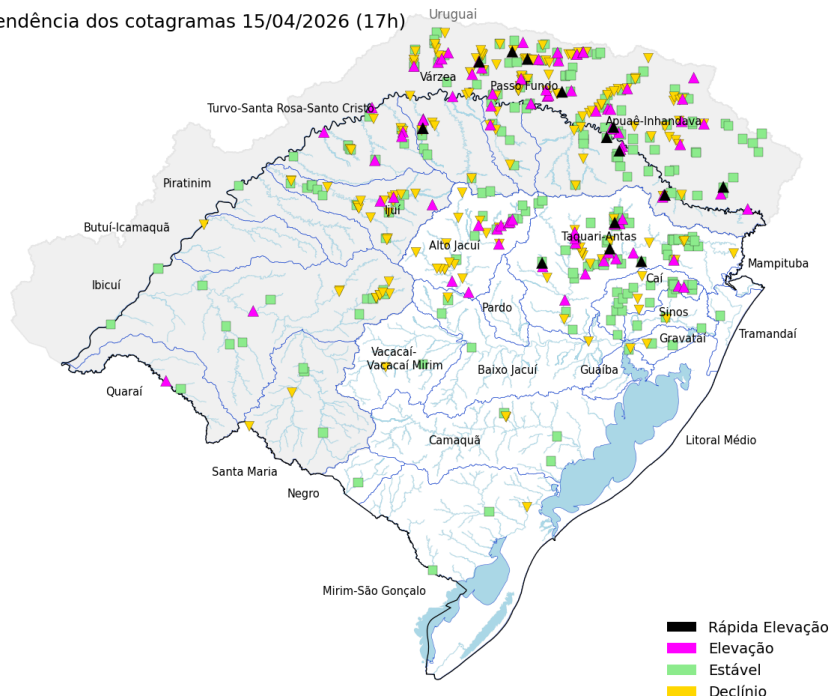 endência dos cotagramas 15/04/2026 (17h)
Uruguai
Várzea
Passo Fundo
Turvo-Santa Rosa-Santo Cristo
Apuaê-Inhandava
Piratinim
Ijuí
Butuí-Icamaquã
Taquari-Antas
Alto Jacuí
Mampituba
Ibicuí
Caí
Pardo
Sinos
Tramandaí
Gravataí
Vacacaí-
Vacacaí Mirim
Baixo Jacuí
Guaíba
Quaraí
Camaquã
Litoral Médio
Santa Maria
Negro
Mirim-São Gonçalo
Rápida Elevação
Elevação
Estável
Declínio